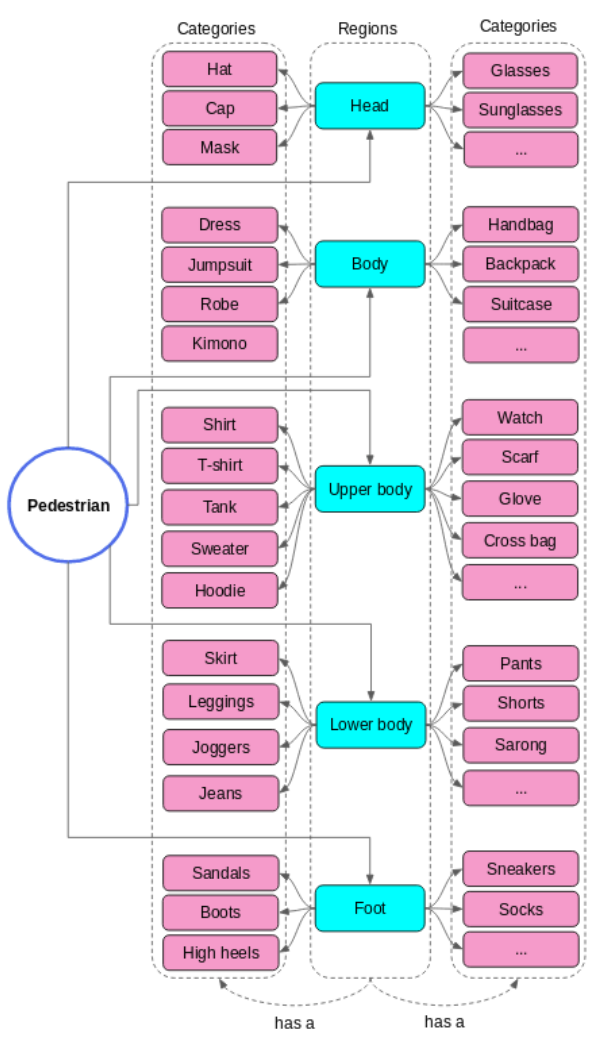 Categories
Regions
Categories
Hat
Cap
Mask
Head
Glasses
Sunglasses
...
Dress
Jumpsuit
Robe
Kimono
Body
Handbag
Backpack
Suitcase
...
Pedestrian
Shirt
T-shirt
Tank
Sweater
Hoodie
Upper body
Watch
Scarf
Glove
Cross bag
...
Skirt
Leggings
Joggers
Jeans
Lower body
Pants
Shorts
Sarong
...
Sandals
Boots
High heels
Foot
Sneakers
Socks
...
has a
has a